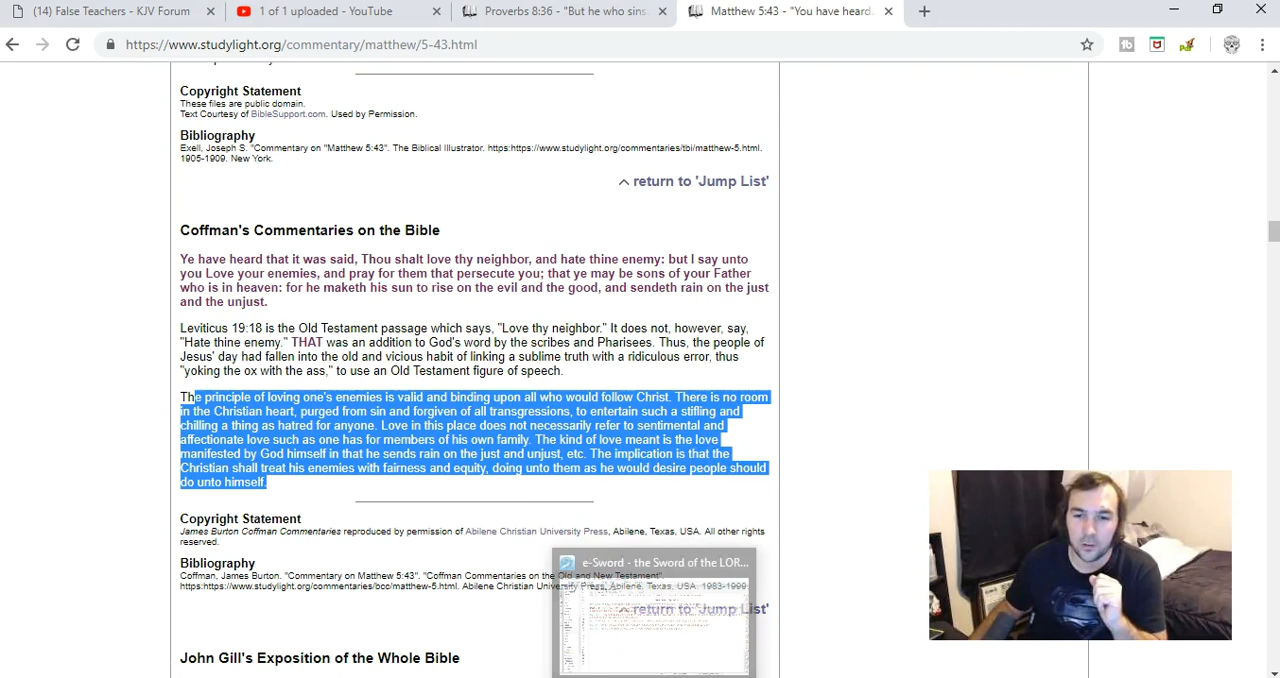 (14) False Teachers - KJV Forum
1 of 1 uploaded - YouTube
Proverbs 8:36 - "But he who sins
Matthew 5:43 - "You have heard
https://www.studylight.org/commentary/matthew/5-43.html
Copyright Statement
These files are public domain.
Text Courtesy of BibleSupport.com. Used by Permission.
Bibliography
Exell, Joseph S. "Commentary on "Matthew 5:43". The Biblical Illustrator. https:https://www.studylight.org/commentaries/tbi/matthew-5.html.
1905-1909. New York.
return to 'Jump List'
Coffman's Commentaries on the Bible
Ye have heard that it was said, Thou shalt love thy neighbor, and hate thine enemy: but I say unto
you Love your enemies, and pray for them that persecute you; that ye may be sons of your Father
who is in heaven: for he maketh his sun to rise on the evil and the good, and sendeth rain on the just
and the unjust.
Leviticus 19:18 is the Old Testament passage which says, "Love thy neighbor." It does not, however, say,
"Hate thine enemy." THAT was an addition to God's word by the scribes and Pharisees. Thus, the people of
Jesus' day had fallen into the old and vicious habit of linking a sublime truth with a ridiculous error, thus
"yoking the ox with the ass," to use an Old Testament figure of speech.
The principle of loving one's enemies is valid and binding upon all who would follow Christ. There is no room
in the Christian heart, purged from sin and forgiven of all transgressions, to entertain such a stifling and
chilling a thing as hatred for anyone. Love in this place does not necessarily refer to sentimental and
affectionate love such as one has for members of his own family. The kind of love meant is the love
manifested by God himself in that he sends rain on the just and unjust, etc. The implication is that the
Christian shall treat his enemies with fairness and equity, doing unto them as he would desire people should
do unto himself.
Copyright Statement
James Burton Coffman Commentaries reproduced by permission of Abilene Christian University Press, Abilene, Texas, USA. All other rights
reserved.
e-Sword - the Sword of the LOR...
Bibliography
Coffman, James Burton. "Commentary on Matthew 5:43". "Coffman Commentaries on the Old and New Testament".
https:https://www.studylight.org/commentaries/bcc/matthew-5.html. Abilene Christian University Press, Abilene, Texas, USA. 1983-1999.
return to 'Jump List'
John Gill's Exposition of the Whole Bible